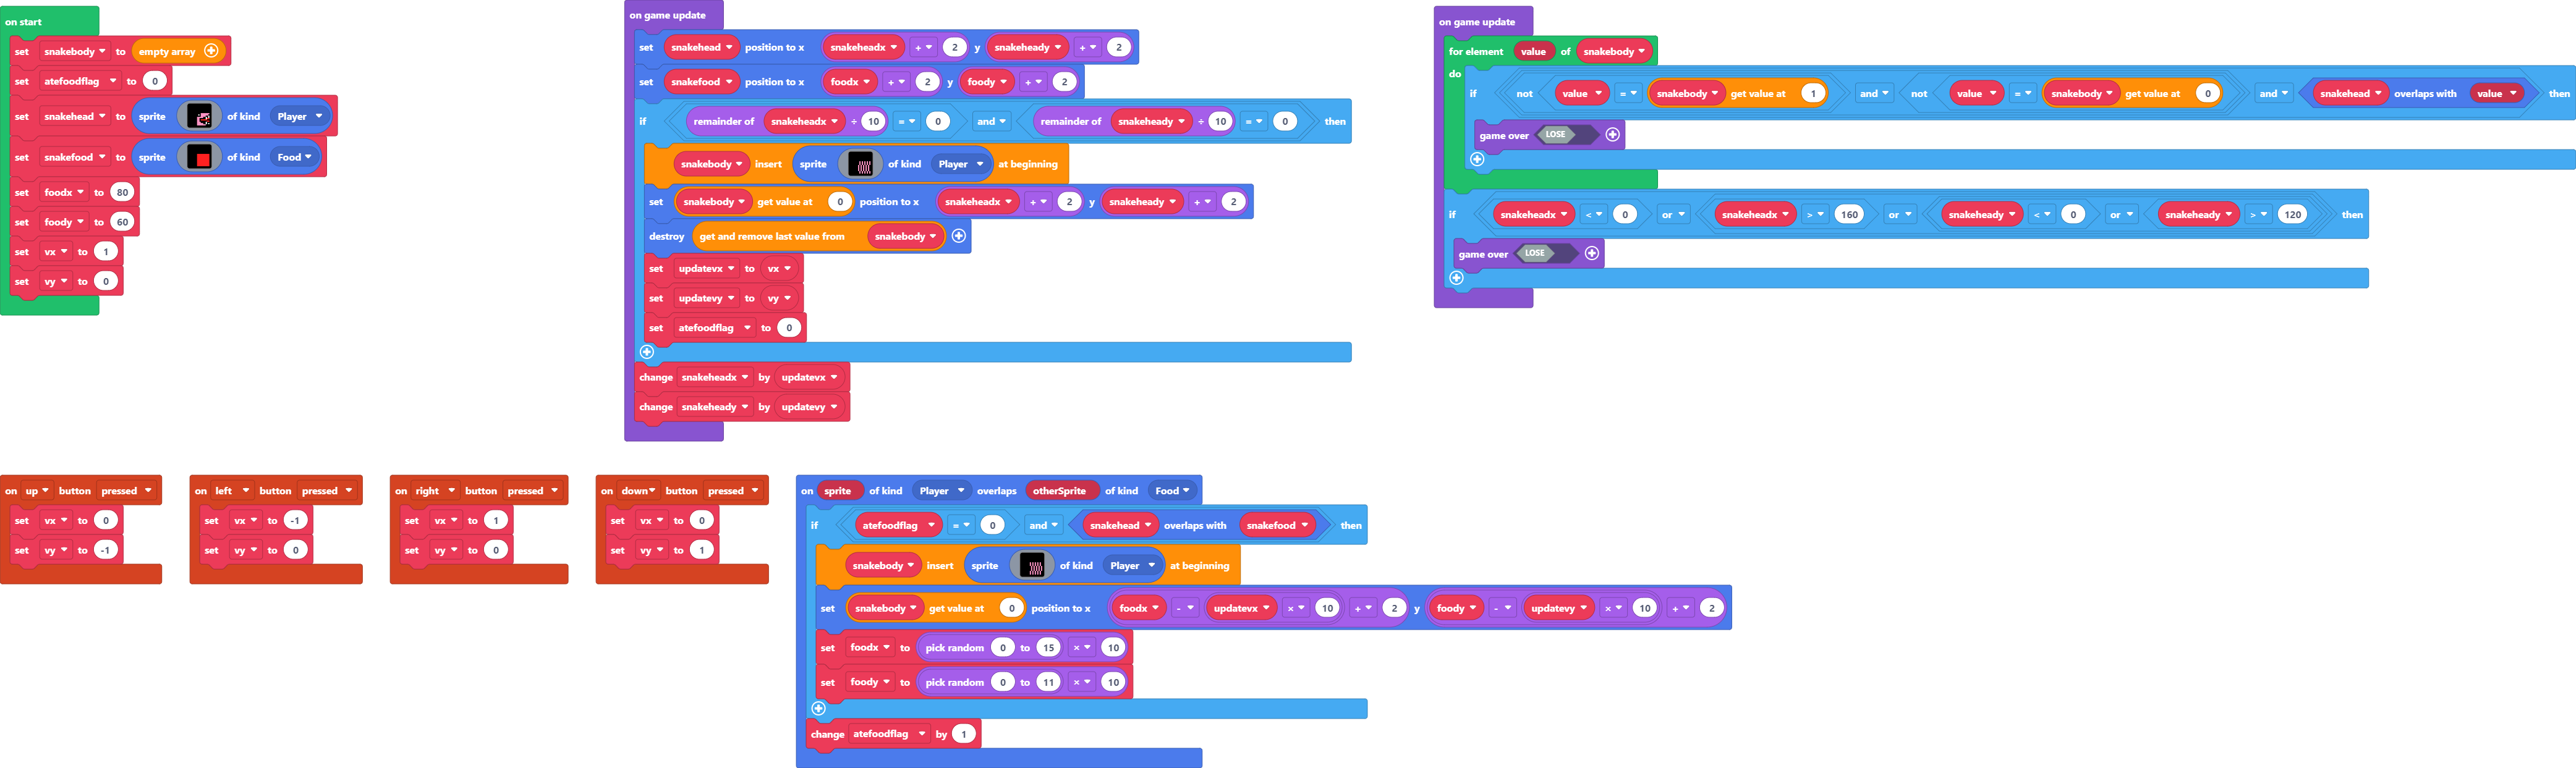 on start
set snakebody to empty array
set atefoodflag to 0
set snakehead to sprite of kind Player
set snakefood to sprite of kind Food
set foodx to 80
set foody to 60
set vx to 1
set vy to 0
on game update
set snakehead position to x snakeheadx + 2 y snakeheady + 2
set snakefood position to x foodx + 2 y foody + 2
if remainder of snakeheadx ÷ 10 = 0 and remainder of snakeheady ÷ 10 = 0 then
snakebody insert sprite of kind Player at beginning
set snakebody get value at 0 position to x snakeheadx + 2 y snakeheady + 2
destroy get and remove last value from snakebody
set updatevx to vx
set updatevy to vy
set atefoodflag to 0
change snakeheadx by updatevx
change snakeheady by updatevy
on game update
for element value of snakebody
do
if not value = snakebody get value at 1 and not value = snakebody get value at 0 and snakehead overlaps with value then
game over LOSE
if snakeheadx < 0 or snakeheadx > 160 or snakeheady < 0 or snakeheady > 120 then
game over LOSE
on up button pressed
set vx to 0
set vy to -1
on left button pressed
set vx to -1
set vy to 0
on right button pressed
set vx to 1
set vy to 0
on down button pressed
set vx to 0
set vy to 1
on sprite of kind Player overlaps otherSprite of kind Food
if atefoodflag = 0 and snakehead overlaps with snakefood then
snakebody insert sprite of kind Player at beginning
set snakebody get value at 0 position to x foodx - updatevx × 10 + 2 y foody - updatevy × 10 + 2
set foodx to pick random 0 to 15 × 10
set foody to pick random 0 to 11 × 10
change atefoodflag by 1